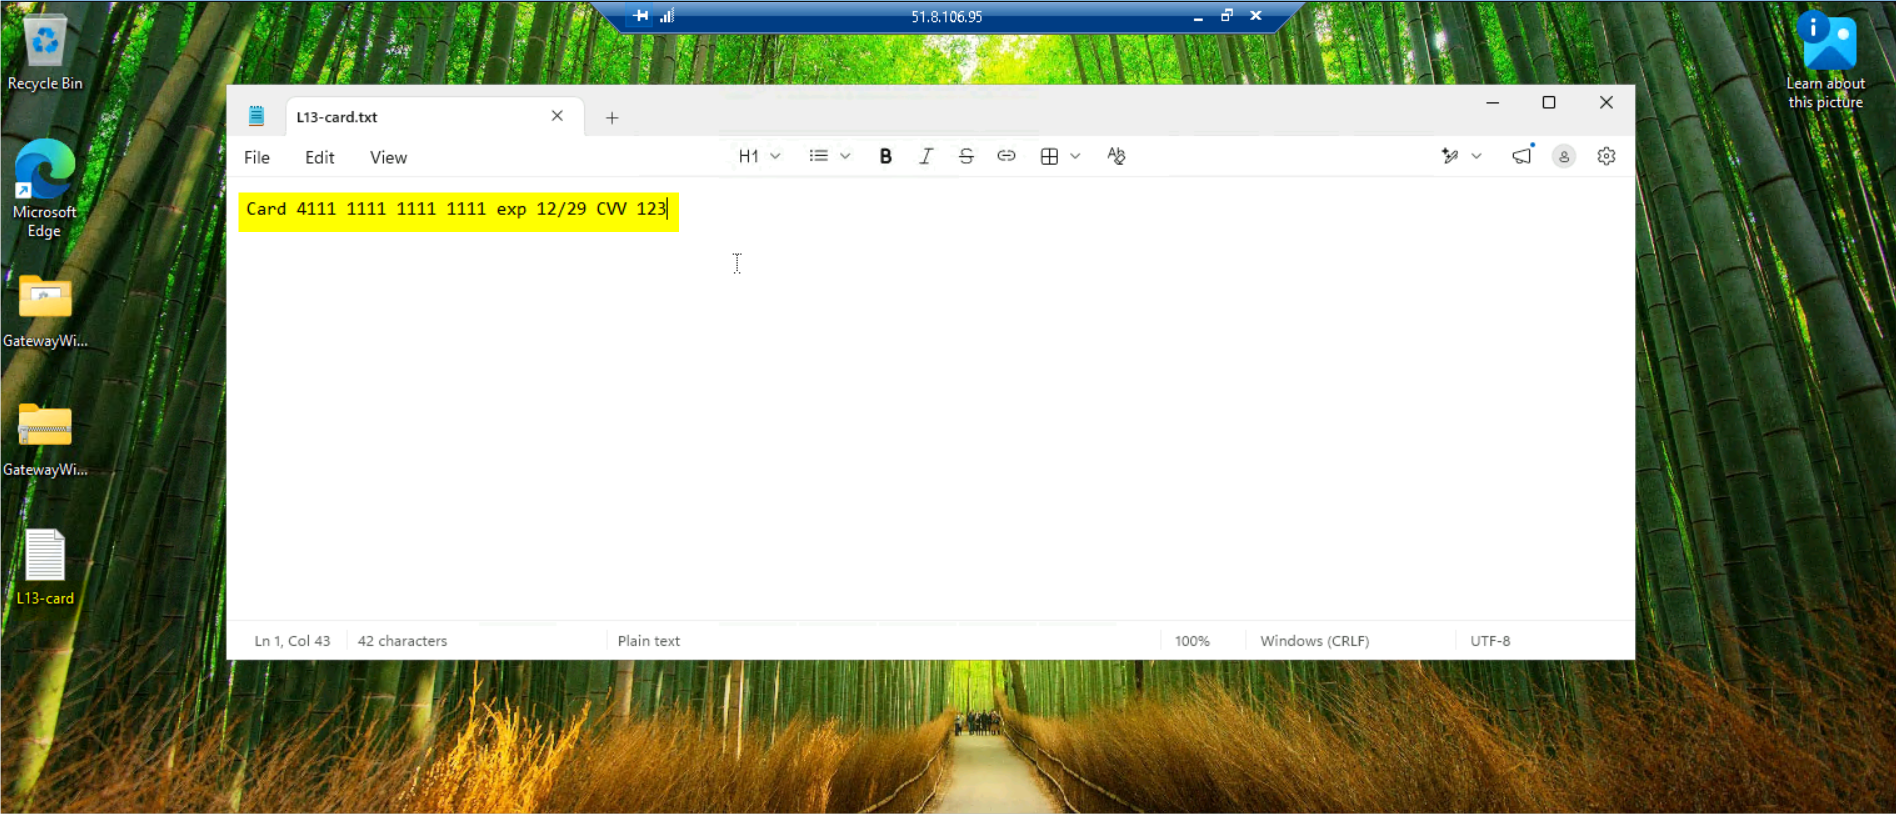 51.8.106.95
Recycle Bin
Learn about
this picture
L13-card.txt
File Edit View
H1
Card 4111 1111 1111 1111 exp 12/29 CVV 123
Microsoft
Edge
GatewayWi...
GatewayWi...
L13-card
Ln 1, Col 43 42 characters Plain text 100% Windows (CRLF) UTF-8